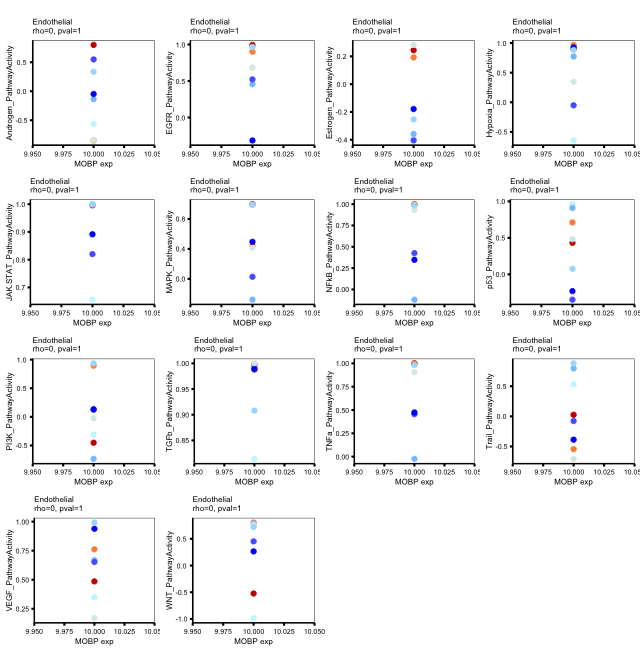 Endothelial
rho=0, pval=1
Androgen_PathwayActivity
0.5
0.0
-0.5
9.950 9.975 10.000 10.025 10.05
MOBP exp
Endothelial
rho=0, pval=1
EGFR_PathwayActivity
1.0
0.5
0.0
9.950 9.975 10.000 10.025 10.05
MOBP exp
Endothelial
rho=0, pval=1
Estrogen_PathwayActivity
0.2
0.0
-0.2
-0.4
9.950 9.975 10.000 10.025 10.05
MOBP exp
Endothelial
rho=0, pval=1
Hypoxia_PathwayActivity
1.0
0.5
0.0
-0.5
9.950 9.975 10.000 10.025 10.05
MOBP exp
Endothelial
rho=0, pval=1
JAK.STAT_PathwayActivity
1.0
0.9
0.8
0.7
9.950 9.975 10.000 10.025 10.05
MOBP exp
Endothelial
rho=0, pval=1
MAPK_PathwayActivity
0.8
0.4
0.0
9.950 9.975 10.000 10.025 10.05
MOBP exp
Endothelial
rho=0, pval=1
NFkB_PathwayActivity
1.00
0.75
0.50
0.25
0.00
9.950 9.975 10.000 10.025 10.05
MOBP exp
Endothelial
rho=0, pval=1
p53_PathwayActivity
0.5
0.0
9.950 9.975 10.000 10.025 10.05
MOBP exp
Endothelial
rho=0, pval=1
PI3K_PathwayActivity
1.0
0.5
0.0
-0.5
9.950 9.975 10.000 10.025 10.05
MOBP exp
Endothelial
rho=0, pval=1
TGFb_PathwayActivity
1.00
0.95
0.90
0.85
9.950 9.975 10.000 10.025 10.05
MOBP exp
Endothelial
rho=0, pval=1
TNFa_PathwayActivity
1.00
0.75
0.50
0.25
0.00
9.950 9.975 10.000 10.025 10.05
MOBP exp
Endothelial
rho=0, pval=1
Trail_PathwayActivity
0.5
0.0
-0.5
9.950 9.975 10.000 10.025 10.05
MOBP exp
Endothelial
rho=0, pval=1
VEGF_PathwayActivity
1.00
0.75
0.50
0.25
9.950 9.975 10.000 10.025 10.05
MOBP exp
Endothelial
rho=0, pval=1
WNT_PathwayActivity
0.5
0.0
-0.5
-1.0
9.950 9.975 10.000 10.025 10.050
MOBP exp